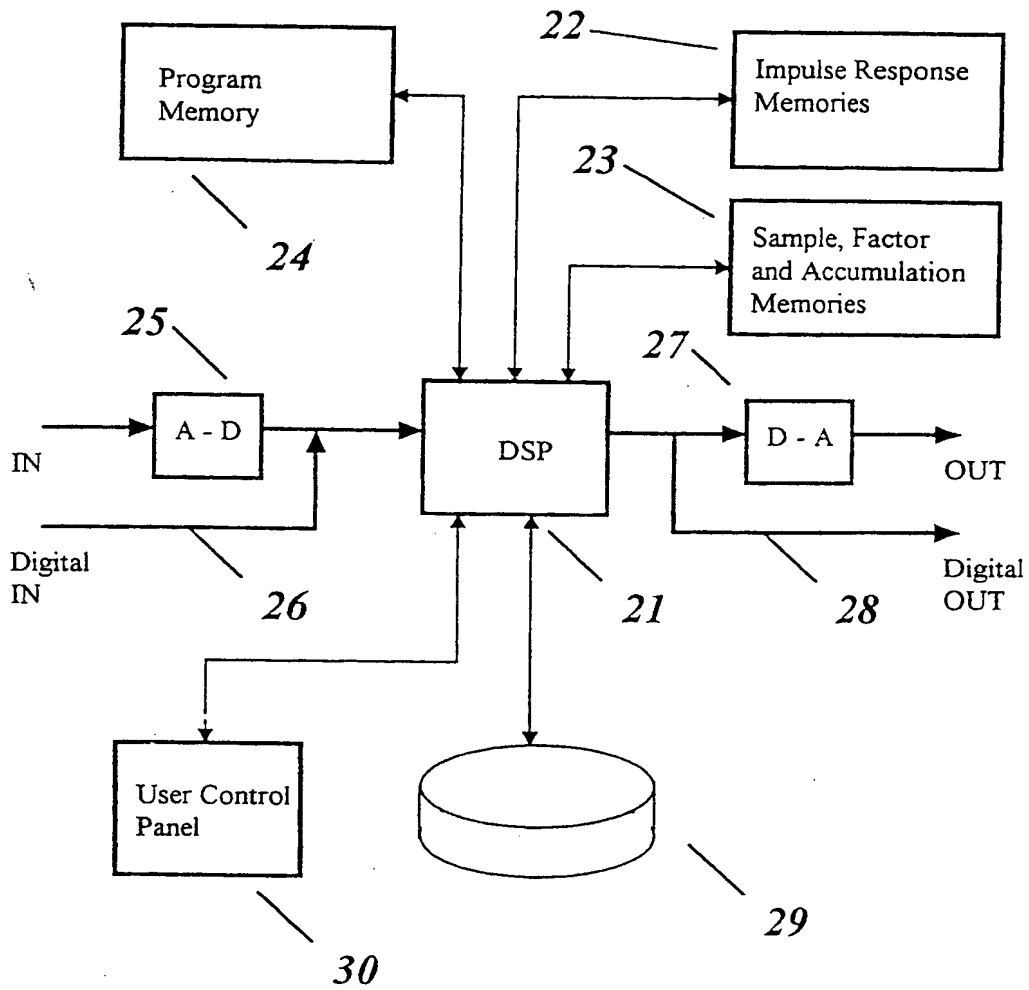 22
Program
Memory
Impulse Response
Memories
23
24
Sample, Factor
and Accumulation
Memories
25
27
A - D
DSP
D - A
IN
OUT
Digital
IN
26
21
28
Digital
OUT
User Control
Panel
29
30